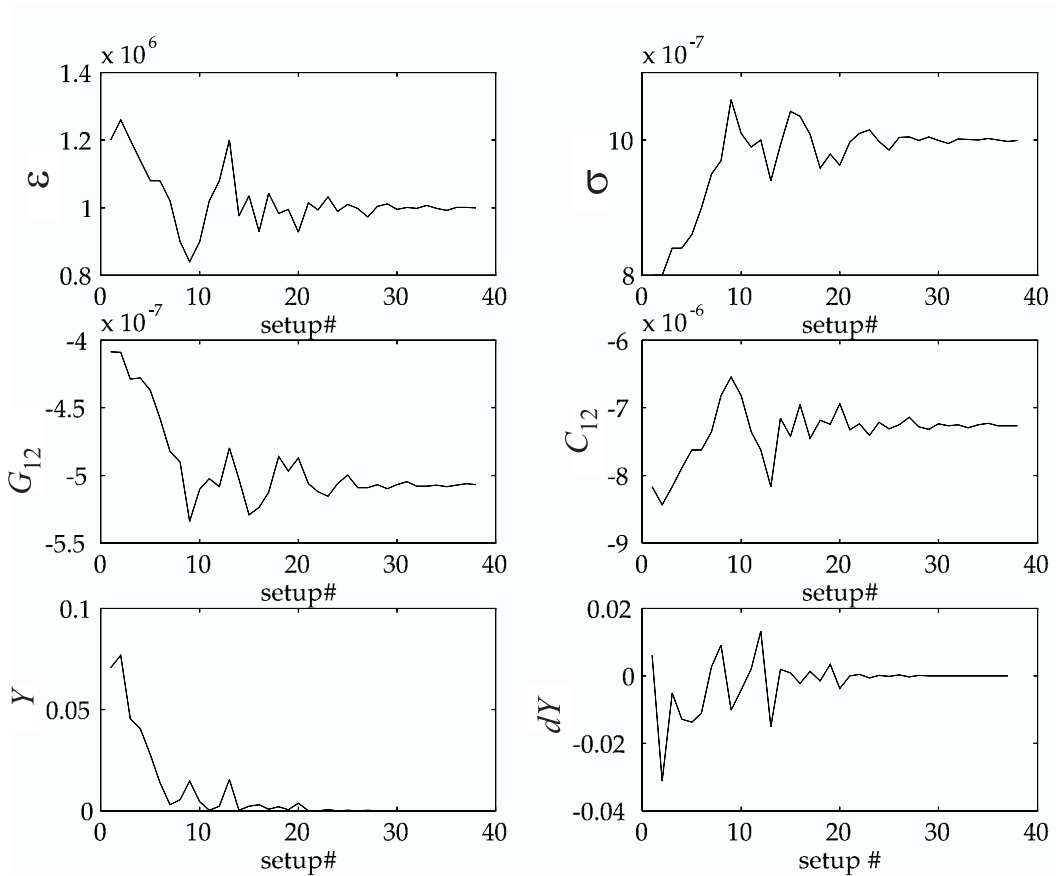 x 10^6
1.4
1.2
1
0.8
ε
0 10 20 30 40
setup#
x 10^-7
10
8
σ
0 10 20 30 40
setup#
x 10^-7
-4
-4.5
-5
-5.5
G_12
0 10 20 30 40
setup#
x 10^-6
-6
-7
-8
-9
C_12
0 10 20 30 40
setup#
0.1
0.05
0
Y
0 10 20 30 40
setup#
0.02
0
-0.02
-0.04
dY
0 10 20 30 40
setup #